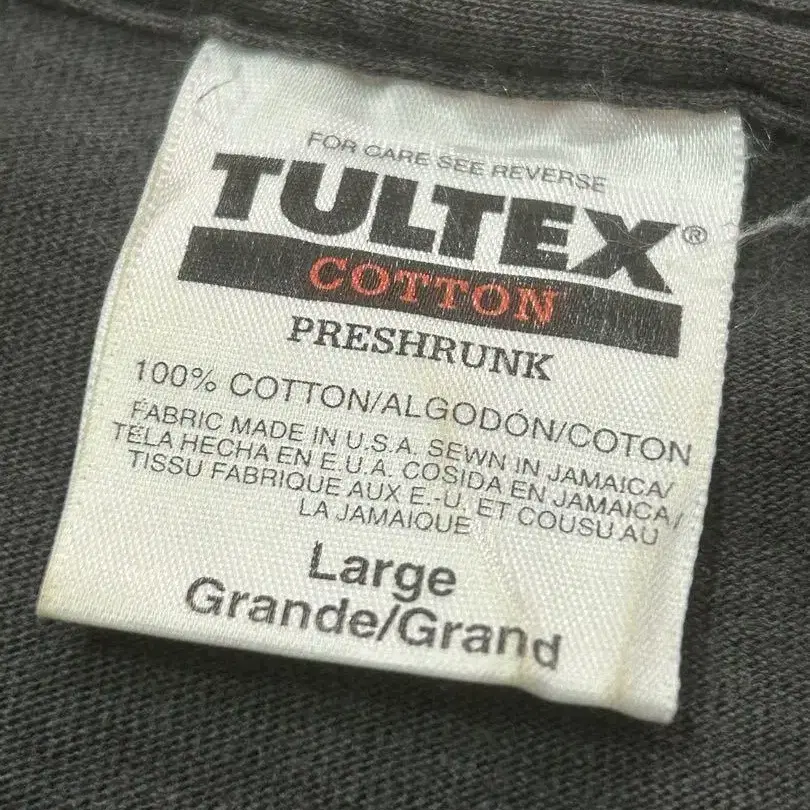 FOR CARE SEE REVERSE
TULTEX®
COTTON
PRESHRUNK
100% COTTON/ALGODÓN/COTON
FABRIC MADE IN U.S.A. SEWN IN JAMAICA/
TELA HECHA EN E.U.A. COSIDA EN JAMAICA/
TISSU FABRIQUE AUX E.-U. ET COUSU AU
LA JAMAIQUE
Large
Grande/Grand